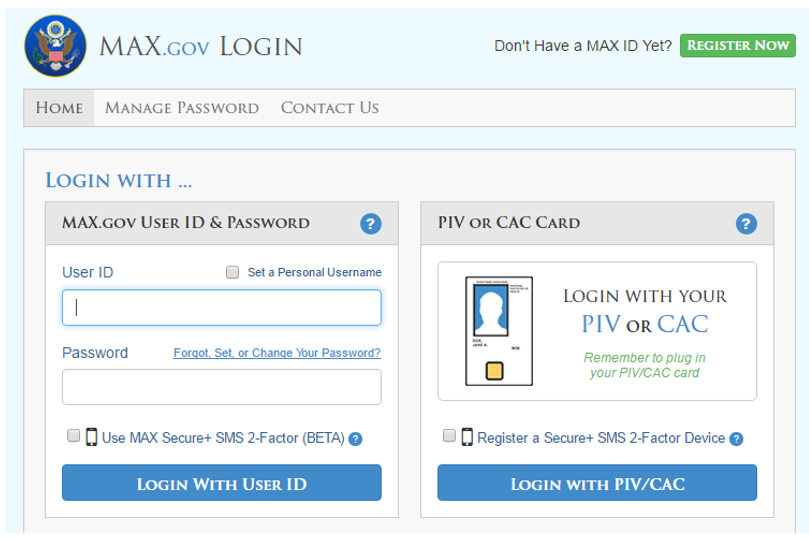 MAX.gov Login
Don't Have a MAX ID Yet? Register Now
Home Manage Password Contact Us
Login with ...
MAX.gov User ID & Password ?
User ID Set a Personal Username
Password Forgot, Set, or Change Your Password?
Use MAX Secure+ SMS 2-Factor (BETA) ?
Login With User ID
PIV or CAC Card ?
DOE,
JANE R.
Login with your
PIV or CAC
Remember to plug in
your PIV/CAC card
Register a Secure+ SMS 2-Factor Device ?
Login with PIV/CAC